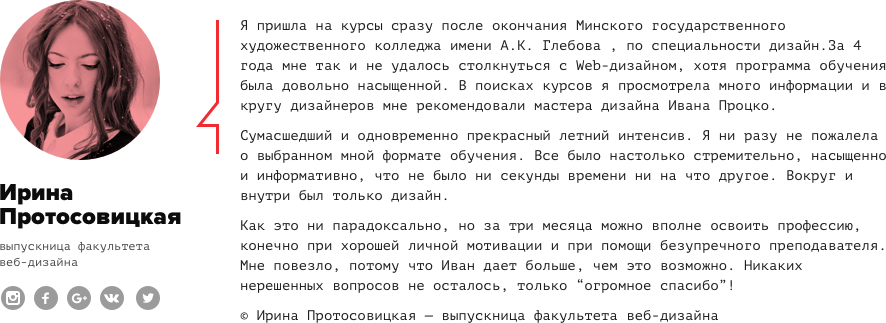 Я пришла на курсы сразу после окончания Минского государственного
художественного колледжа имени А.К. Глебова , по специальности дизайн.За 4
года мне так и не удалось столкнуться с Web-дизайном, хотя программа обучения
была довольно насыщенной. В поисках курсов я просмотрела много информации и в
кругу дизайнеров мне рекомендовали мастера дизайна Ивана Процко.
Сумасшедший и одновременно прекрасный летний интенсив. Я ни разу не пожалела
о выбранном мной формате обучения. Все было настолько стремительно, насыщенно
и информативно, что не было ни секунды времени ни на что другое. Вокруг и
внутри был только дизайн.
Как это ни парадоксально, но за три месяца можно вполне освоить профессию,
конечно при хорошей личной мотивации и при помощи безупречного преподавателя.
Мне повезло, потому что Иван дает больше, чем это возможно. Никаких
нерешенных вопросов не осталось, только “огромное спасибо”!
© Ирина Протосовицкая — выпускница факультета веб-дизайна
Ирина
Протосовицкая
выпускница факультета
веб-дизайна